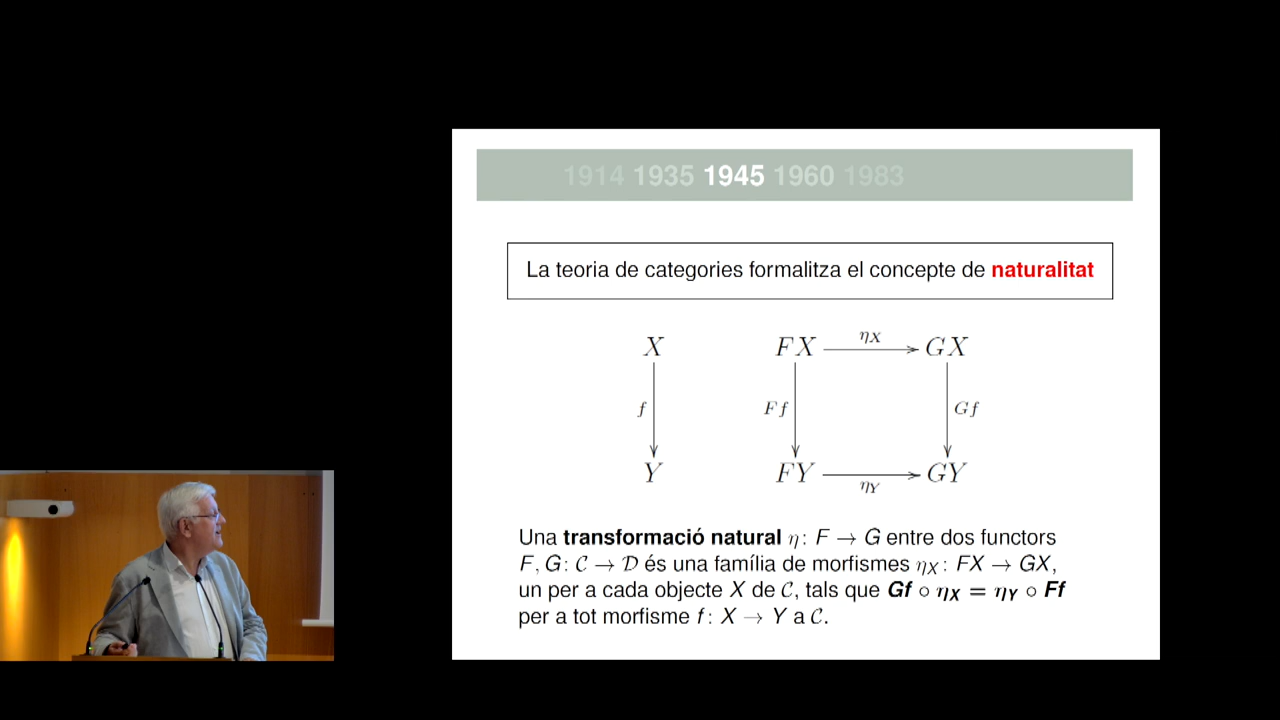 1914 1935 1945 1960 1983
La teoria de categories formalitza el concepte de naturalitat
X FX ηX GX
f Ff Gf
Y FY ηY GY
Una transformació natural η: F → G entre dos functors
F, G: 𝒞 → 𝒟 és una família de morfismes ηX: FX → GX,
un per a cada objecte X de 𝒞, tals que Gf ∘ ηX = ηY ∘ Ff
per a tot morfisme f: X → Y a 𝒞.